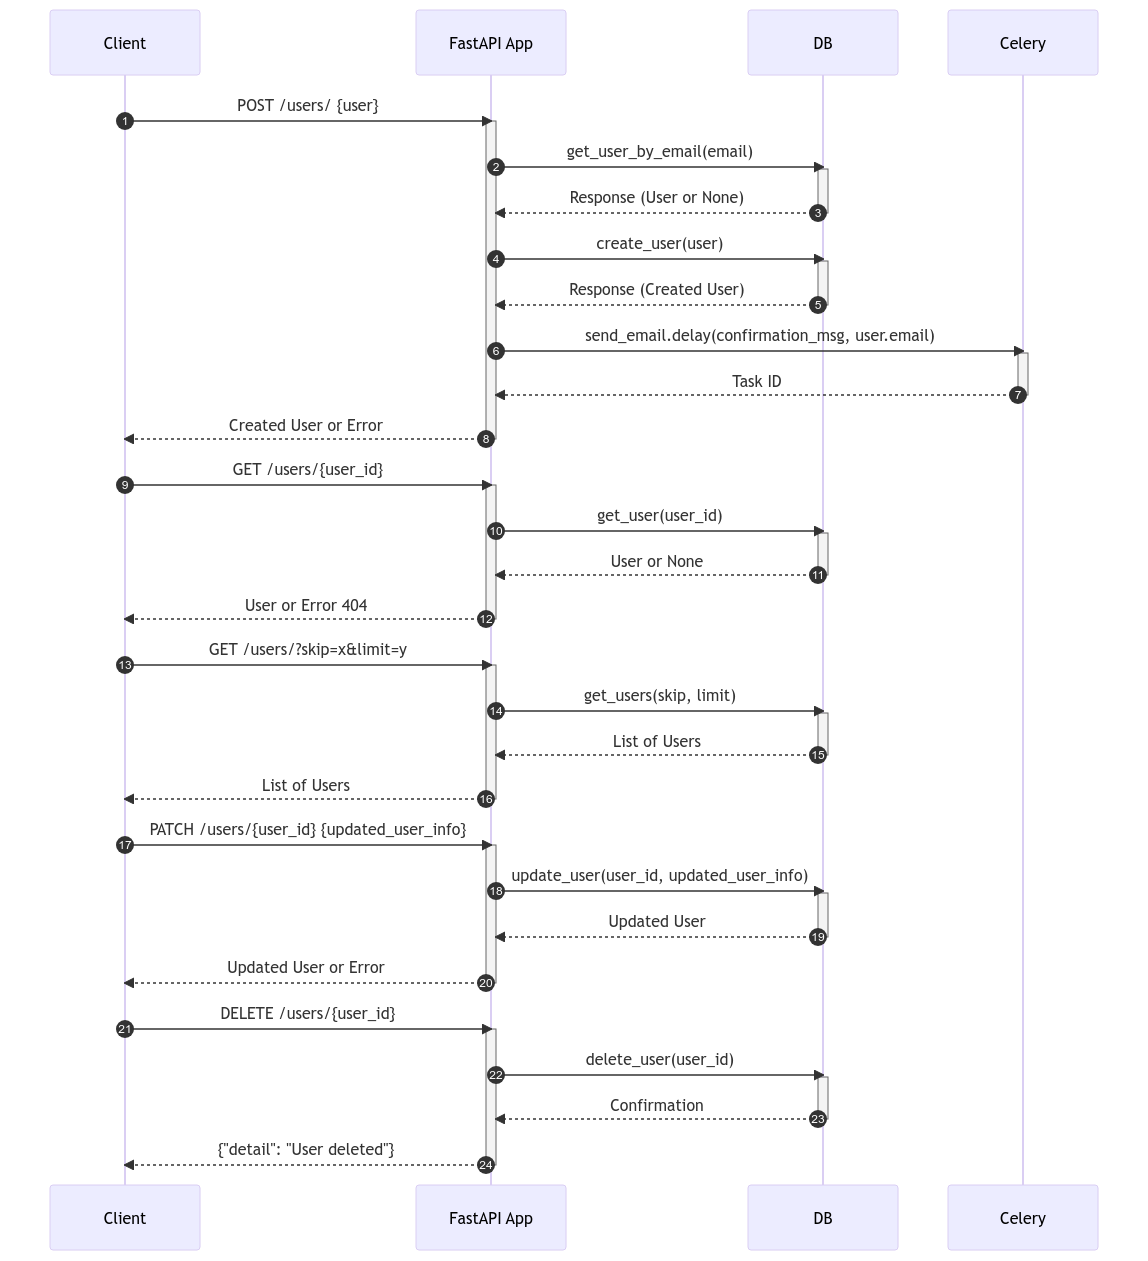 Client
FastAPI App
DB
Celery
POST /users/ {user}
1
get_user_by_email(email)
2
Response (User or None)
3
create_user(user)
4
Response (Created User)
5
send_email.delay(confirmation_msg, user.email)
6
Task ID
7
Created User or Error
8
GET /users/{user_id}
9
get_user(user_id)
10
User or None
11
User or Error 404
12
GET /users/?skip=x&limit=y
13
get_users(skip, limit)
14
List of Users
15
List of Users
16
PATCH /users/{user_id} {updated_user_info}
17
update_user(user_id, updated_user_info)
18
Updated User
19
Updated User or Error
20
DELETE /users/{user_id}
21
delete_user(user_id)
22
Confirmation
23
{"detail": "User deleted"}
24
Client
FastAPI App
DB
Celery